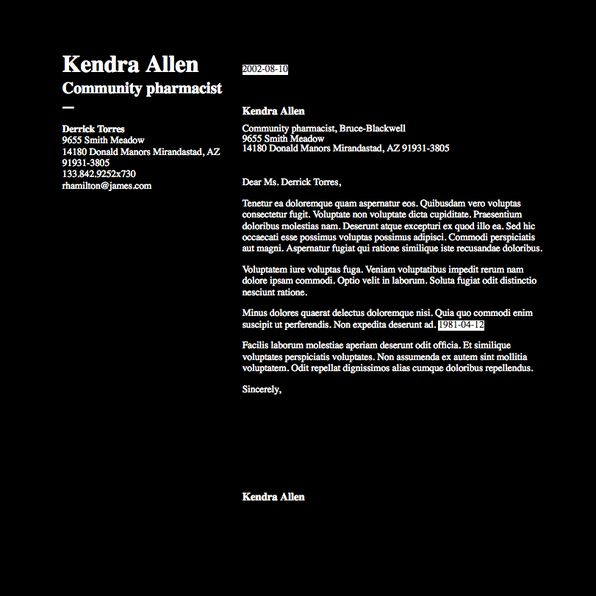 Kendra Allen
Community pharmacist
—
Derrick Torres
9655 Smith Meadow
14180 Donald Manors Mirandastad, AZ
91931-3805
133.842.9252x730
rhamilton@james.com
2002-08-10
Kendra Allen
Community pharmacist, Bruce-Blackwell
9655 Smith Meadow
14180 Donald Manors Mirandastad, AZ 91931-3805
Dear Ms. Derrick Torres,
Tenetur ea doloremque quam aspernatur eos. Quibusdam vero voluptas
consectetur fugit. Voluptate non voluptate dicta cupiditate. Praesentium
doloribus molestias nam. Deserunt atque excepturi ex quod illo ea. Sed hic
occaecati esse possimus voluptas possimus adipisci. Commodi perspiciatis
aut magni. Aspernatur fugiat qui ratione similique iste recusandae doloribus.
Voluptatem iure voluptas fuga. Veniam voluptatibus impedit rerum nam
dolore ipsam commodi. Optio velit in laborum. Soluta fugiat odit distinctio
nesciunt ratione.
Minus dolores quaerat delectus doloremque nisi. Quia quo commodi enim
suscipit ut perferendis. Non expedita deserunt ad. 1981-04-12
Facilis laborum molestiae aperiam deserunt odit officia. Et similique
voluptates perspiciatis voluptates. Non assumenda ex autem sint mollitia
voluptatem. Odit repellat dignissimos alias cumque doloribus repellendus.
Sincerely,
Kendra Allen